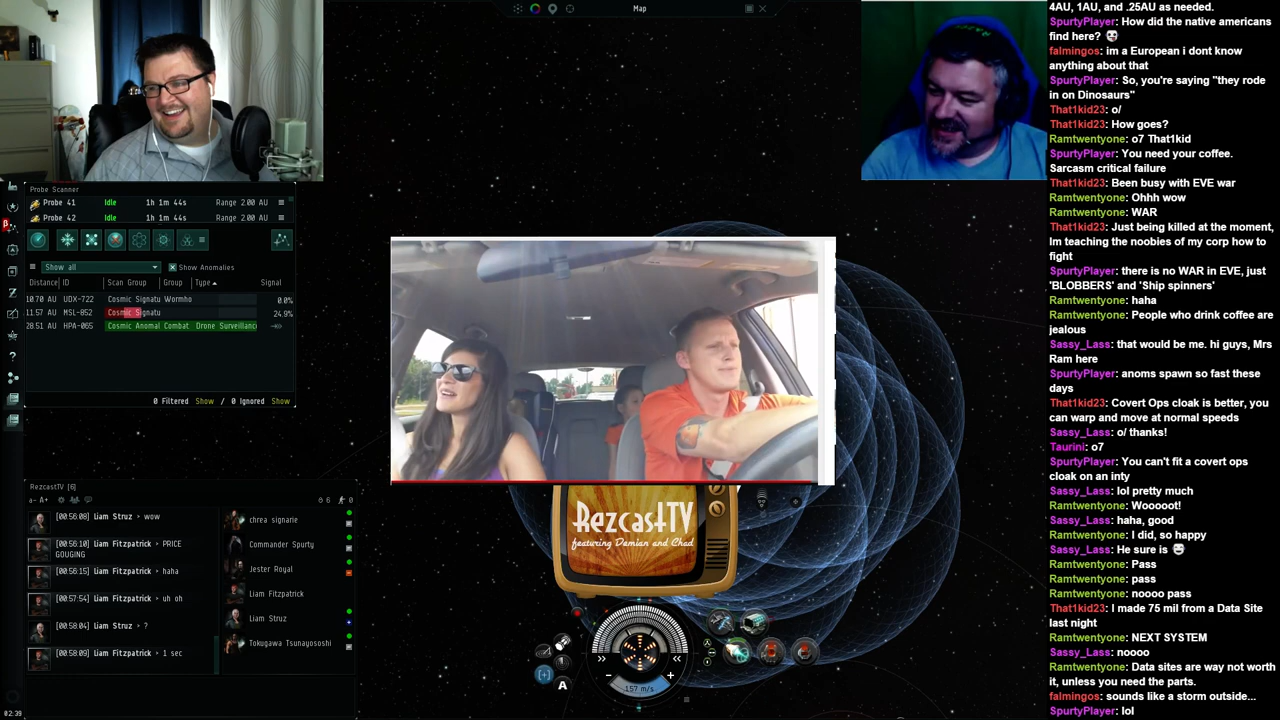 Map
Probe Scanner
Probe 41 Idle 1h 1m 44s Range 2.00 AU
Probe 42 Idle 1h 1m 44s Range 2.00 AU
Show all
Show Anomalies
Distance ID Scan Group Group Type Signal
10.70 AU UDX-722 Cosmic Signatu Wormho 0.0%
11.57 AU MSL-852 Cosmic Signatu 24.9%
28.51 AU HPA-065 Cosmic Anomal Combat Drone Surveillance
0 Filtered Show / 0 Ignored Show
RezcastTV [6]
a- A+
0 6
0
[00:56:08] Liam Struz > wow
[00:56:10] Liam Fitzpatrick > PRICE
GOUGING
[00:56:15] Liam Fitzpatrick > haha
[00:57:54] Liam Fitzpatrick > uh oh
[00:58:04] Liam Struz > ?
[00:58:09] Liam Fitzpatrick > 1 sec
chrea signarie
Commander Spurty
Jester Royal
Liam Fitzpatrick
Liam Struz
Tokugawa Tsunayososhi
02:39
RezcastTV
featuring Demian and Chad
A
157 m/s
4AU, 1AU, and .25AU as needed.
SpurtyPlayer: How did the native americans
find here?
falmingos: im a European i dont know
anything about that
SpurtyPlayer: So, you're saying "they rode
in on Dinosaurs"
That1kid23: o/
That1kid23: How goes?
Ramtwentyone: o7 That1kid
SpurtyPlayer: You need your coffee.
Sarcasm critical failure
That1kid23: Been busy with EVE war
Ramtwentyone: Ohhh wow
Ramtwentyone: WAR
That1kid23: Just being killed at the moment,
Im teaching the noobies of my corp how to
fight
SpurtyPlayer: there is no WAR in EVE, just
'BLOBBERS' and 'Ship spinners'
Ramtwentyone: haha
Ramtwentyone: People who drink coffee are
jealous
Sassy_Lass: that would be me. hi guys, Mrs
Ram here
SpurtyPlayer: anoms spawn so fast these
days
That1kid23: Covert Ops cloak is better, you
can warp and move at normal speeds
Sassy_Lass: o/ thanks!
Taurini: o7
SpurtyPlayer: You can't fit a covert ops
cloak on an inty
Sassy_Lass: lol pretty much
Ramtwentyone: Wooooot!
Sassy_Lass: haha, good
Ramtwentyone: I did, so happy
Sassy_Lass: He sure is
Ramtwentyone: Pass
Ramtwentyone: pass
Ramtwentyone: noooo pass
That1kid23: I made 75 mil from a Data Site
last night
Ramtwentyone: NEXT SYSTEM
Sassy_Lass: noooo
Ramtwentyone: Data sites are way not worth
it, unless you need the parts.
falmingos: sounds like a storm outside...
SpurtyPlayer: lol